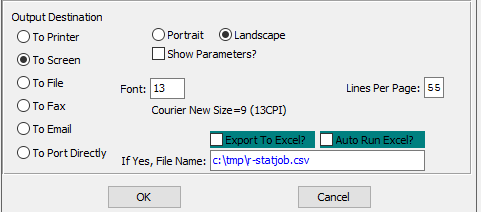 Output Destination
To Printer
Portrait
Landscape
To Screen
Show Parameters?
To File
Font: 13
Lines Per Page: 55
To Fax
Courier New Size=9 (13CPI)
To Email
Export To Excel?
Auto Run Excel?
To Port Directly
If Yes, File Name: c:\tmp\r-statjob.csv
OK
Cancel